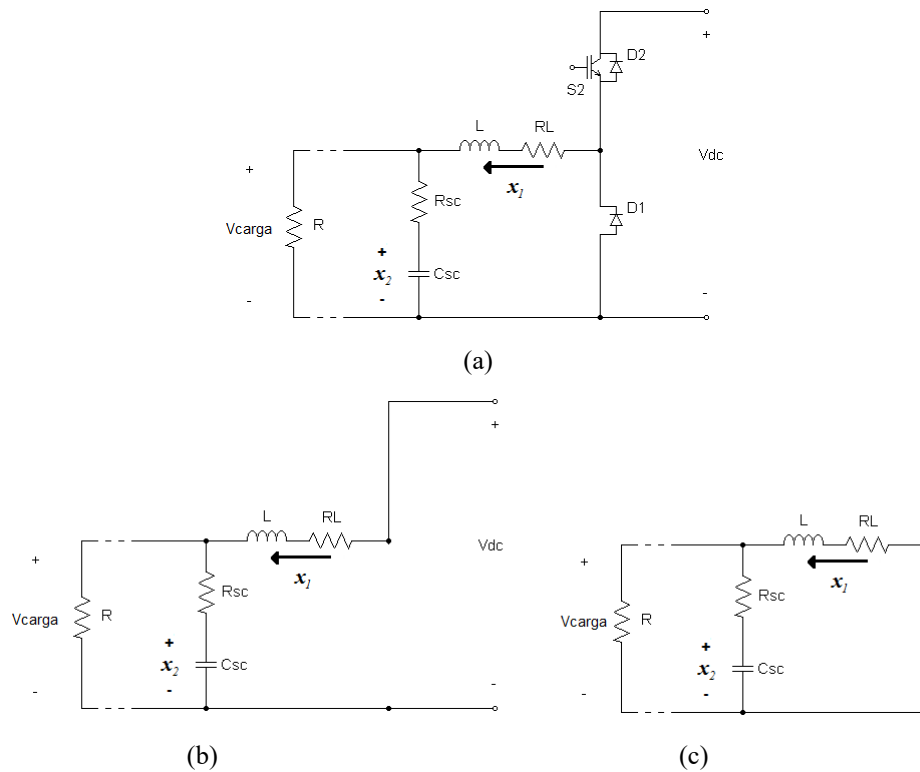 +
D2
S2
L
RL
Vdc
x1
+
Rsc
D1
Vcarga
R
+
x2
Csc
-
-
-
(a)
+
L
RL
Vdc
x1
+
Rsc
Vcarga
R
+
x2
Csc
-
-
-
(b)
L
RL
x1
+
Rsc
Vcarga
R
+
x2
Csc
-
-
(c)